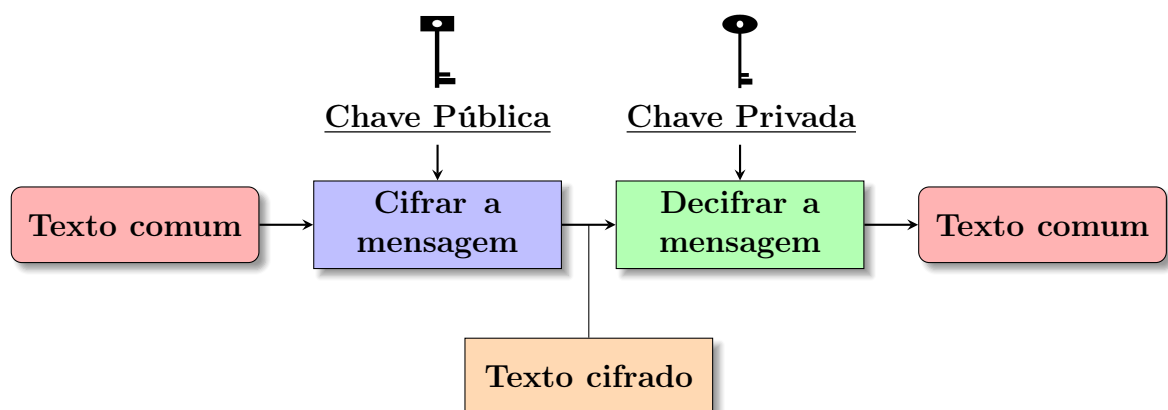 Chave Pública
Chave Privada
Texto comum
Cifrar a
mensagem
Decifrar a
mensagem
Texto comum
Texto cifrado